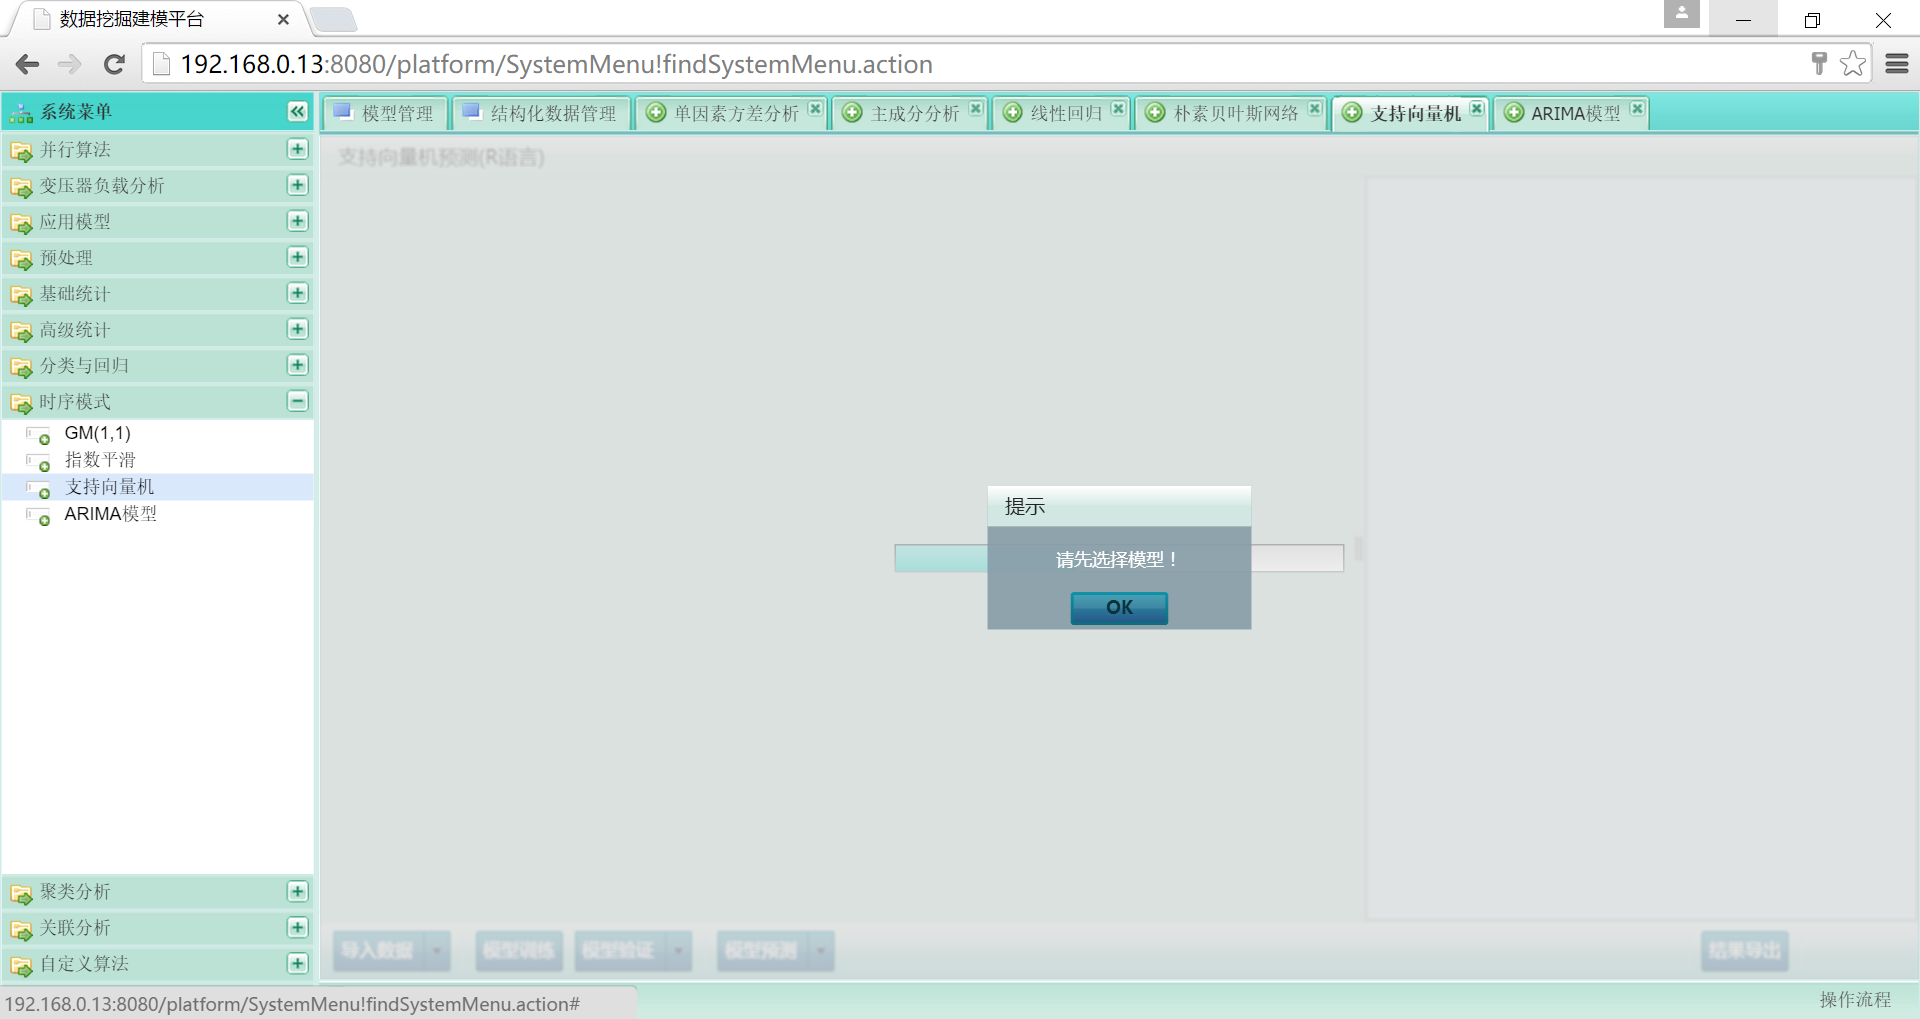 数据挖掘建模平台
192.168.0.13:8080/platform/SystemMenu!findSystemMenu.action
系统菜单
模型管理
结构化数据管理
单因素方差分析
主成分分析
线性回归
朴素贝叶斯网络
支持向量机
ARIMA模型
并行算法
变压器负载分析
应用模型
预处理
基础统计
高级统计
分类与回归
时序模式
GM(1,1)
指数平滑
支持向量机
ARIMA模型
聚类分析
关联分析
自定义算法
支持向量机预测(R语言)
提示
请先选择模型！
OK
导入数据
模型训练
模型验证
模型预测
结果导出
192.168.0.13:8080/platform/SystemMenu!findSystemMenu.action#
操作流程